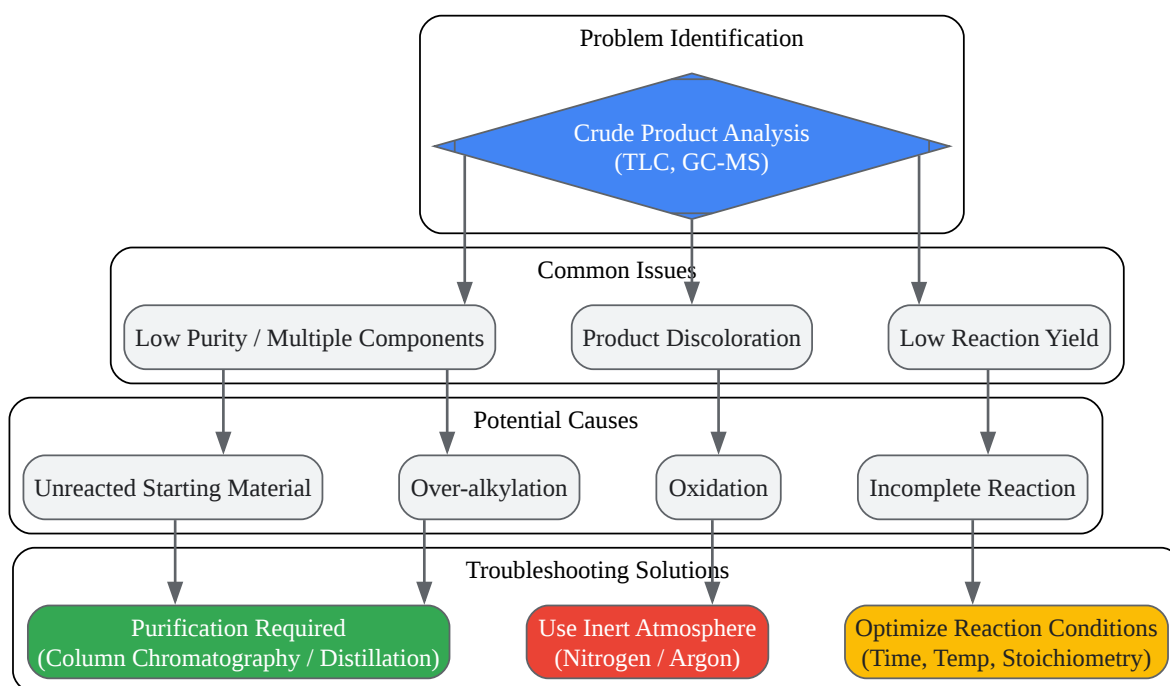 Problem Identification
Crude Product Analysis
(TLC, GC-MS)
Common Issues
Low Purity / Multiple Components
Product Discoloration
Low Reaction Yield
Potential Causes
Unreacted Starting Material
Over-alkylation
Oxidation
Incomplete Reaction
Troubleshooting Solutions
Purification Required
(Column Chromatography / Distillation)
Use Inert Atmosphere
(Nitrogen / Argon)
Optimize Reaction Conditions
(Time, Temp, Stoichiometry)